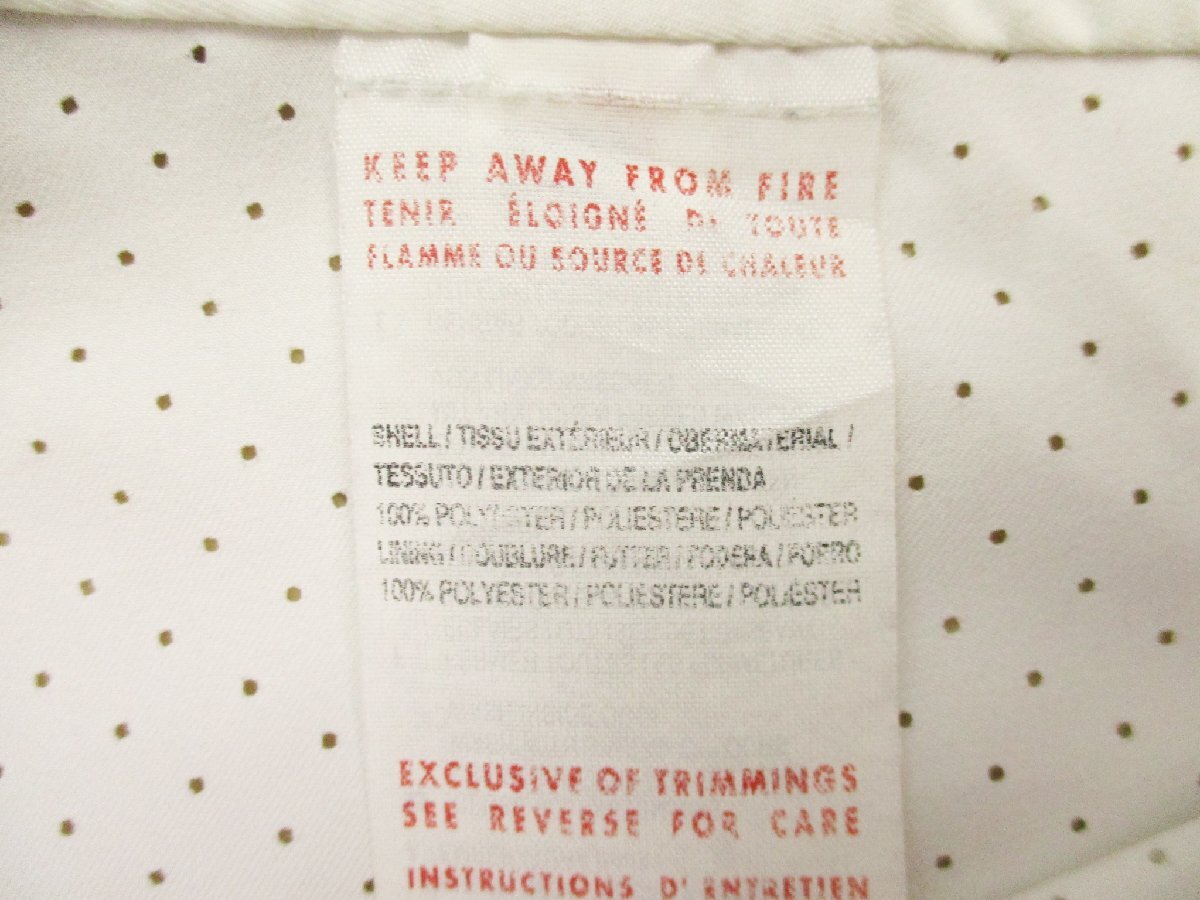 KEEP AWAY FROM FIRE
TENIR ÉLOIGNÉ DE TOUTE
FLAMME OU SOURCE DE CHALEUR
SHELL / TISSU EXTÉRIEUR / OBERMATERIAL /
TESSUTO / EXTERIOR DE LA PRENDA
100% POLYESTER / POLIESTERE / POLIÉSTER
LINING / DOUBLURE / FUTTER / FODERA / FORRO
100% POLYESTER / POLIESTERE / POLIÉSTER
EXCLUSIVE OF TRIMMINGS
SEE REVERSE FOR CARE
INSTRUCTIONS D' ENTRETIEN